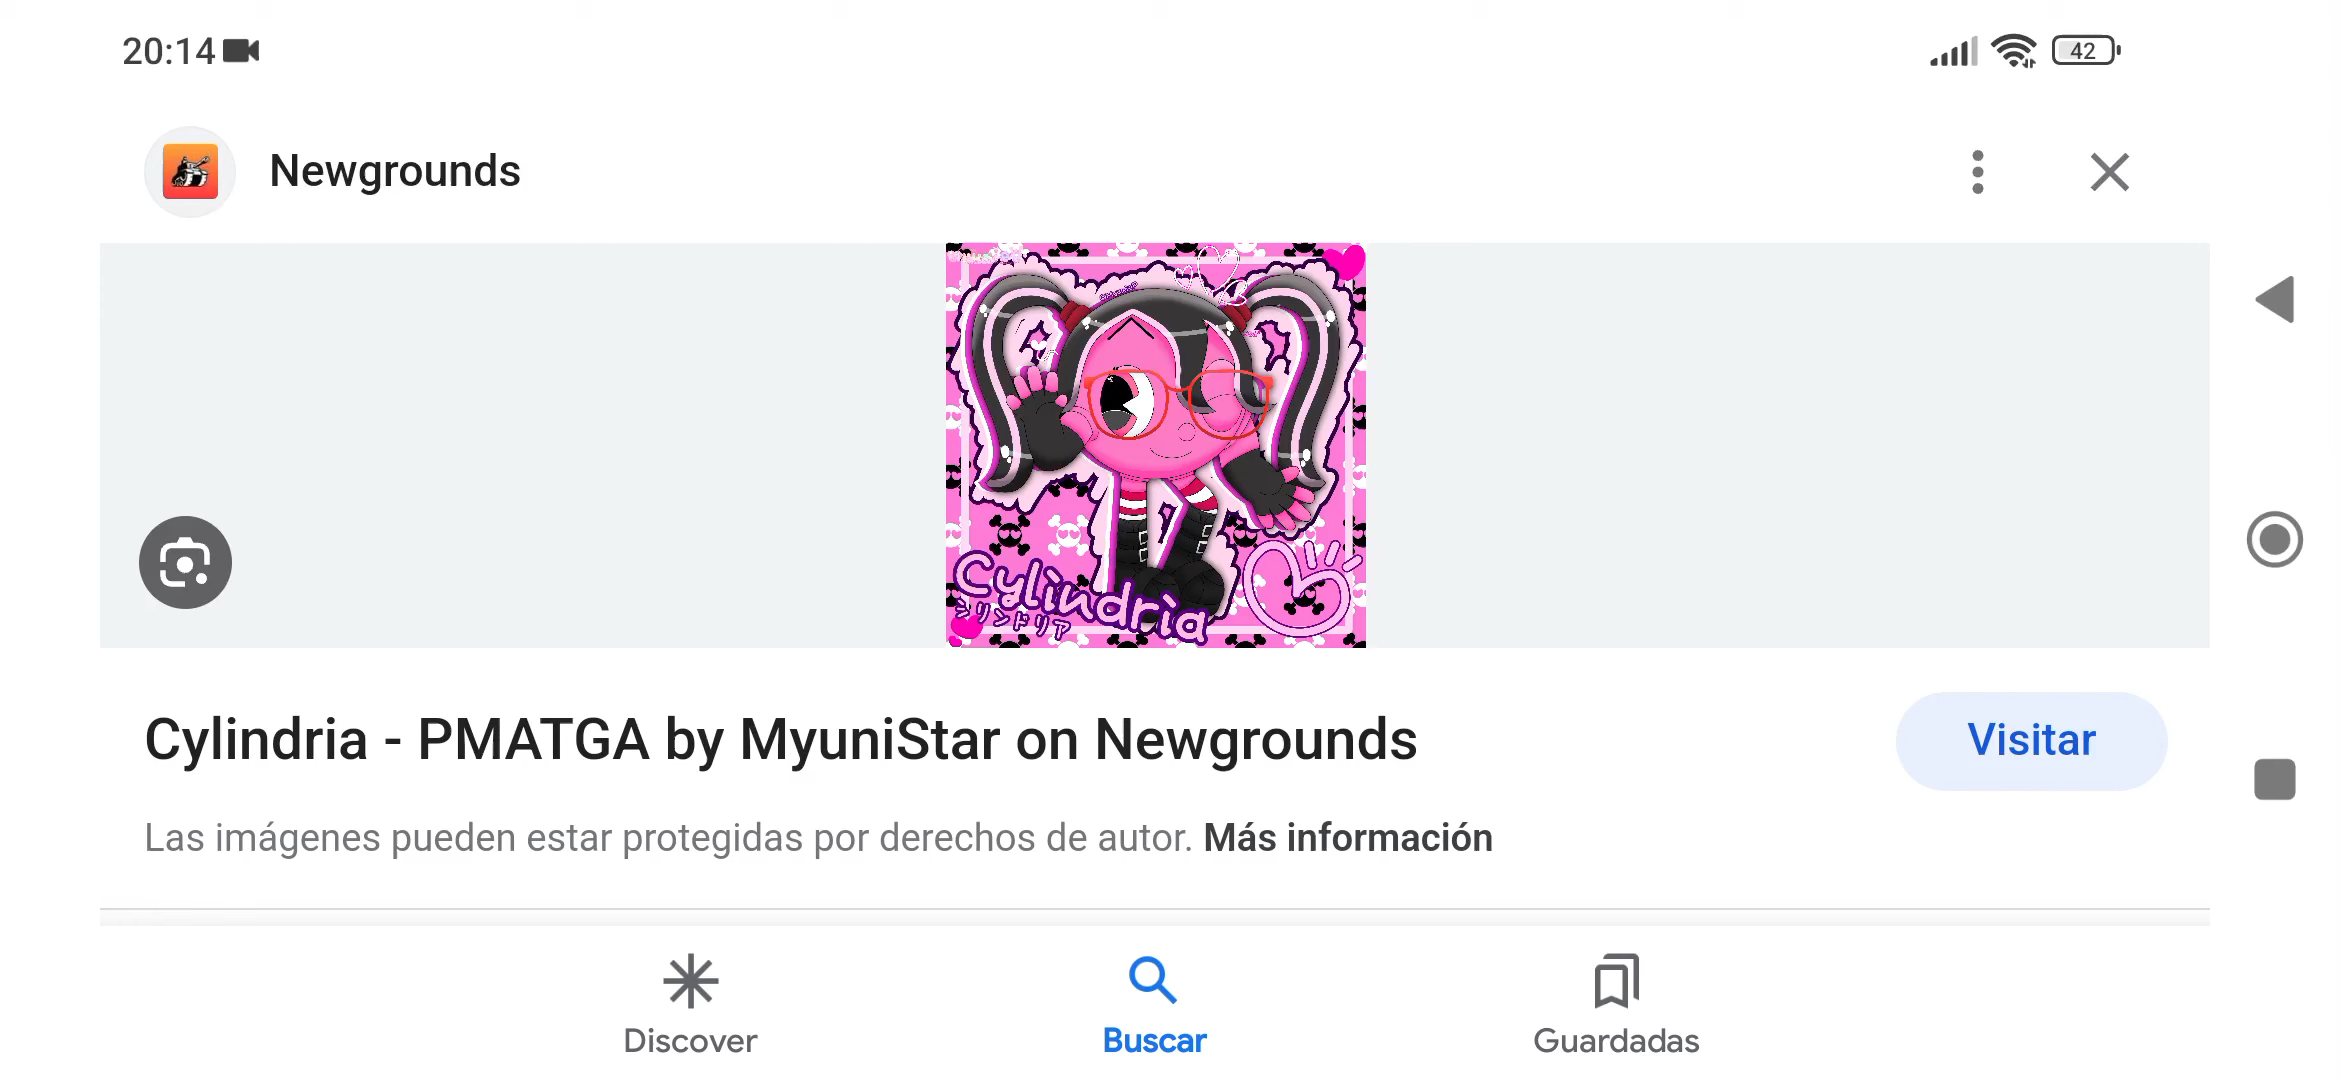 20:14
42
Newgrounds
Cylindria
シリンドリア
Cylindria - PMATGA by MyuniStar on Newgrounds
Visitar
Las imágenes pueden estar protegidas por derechos de autor. Más información
Discover
Buscar
Guardadas